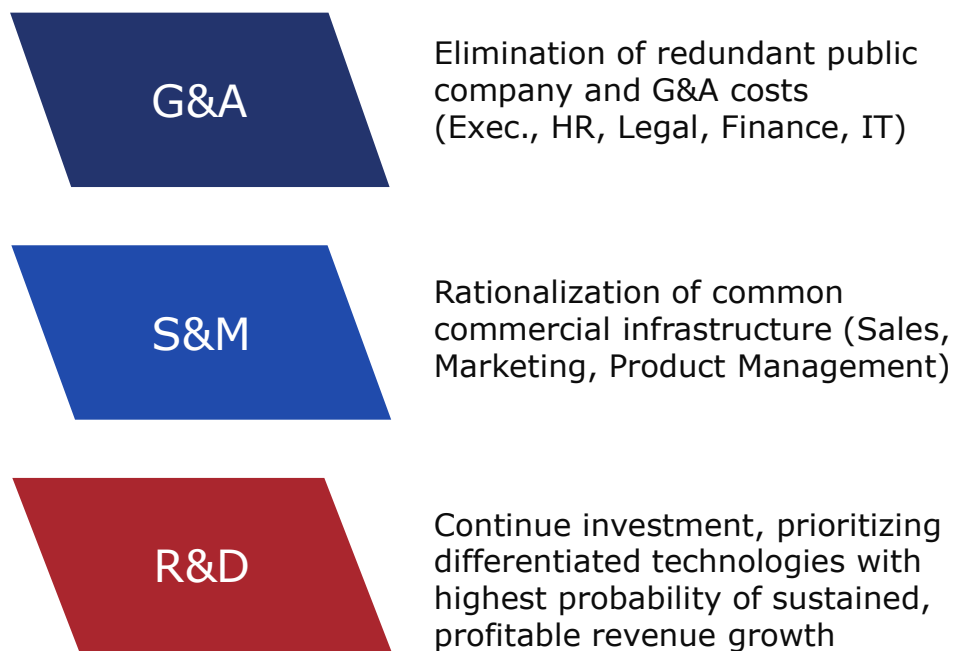 G&A
Elimination of redundant public
company and G&A costs
(Exec., HR, Legal, Finance, IT)
S&M
Rationalization of common
commercial infrastructure (Sales,
Marketing, Product Management)
R&D
Continue investment, prioritizing
differentiated technologies with
highest probability of sustained,
profitable revenue growth